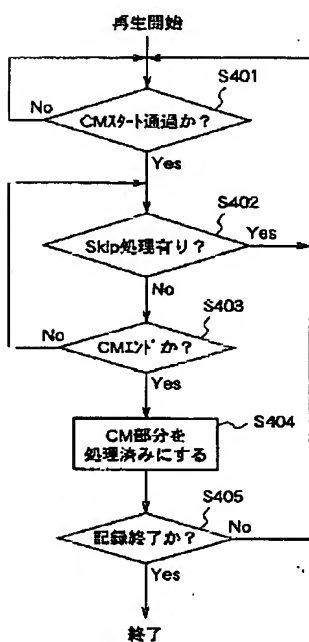 再生開始
S401
No
CMスタート通過か?
Yes
S402
Skip処理有り?
Yes
No
S403
No
CMエンドか?
Yes
S404
CM部分を
処理済みにする
S405
記録終了か?
No
Yes
終了